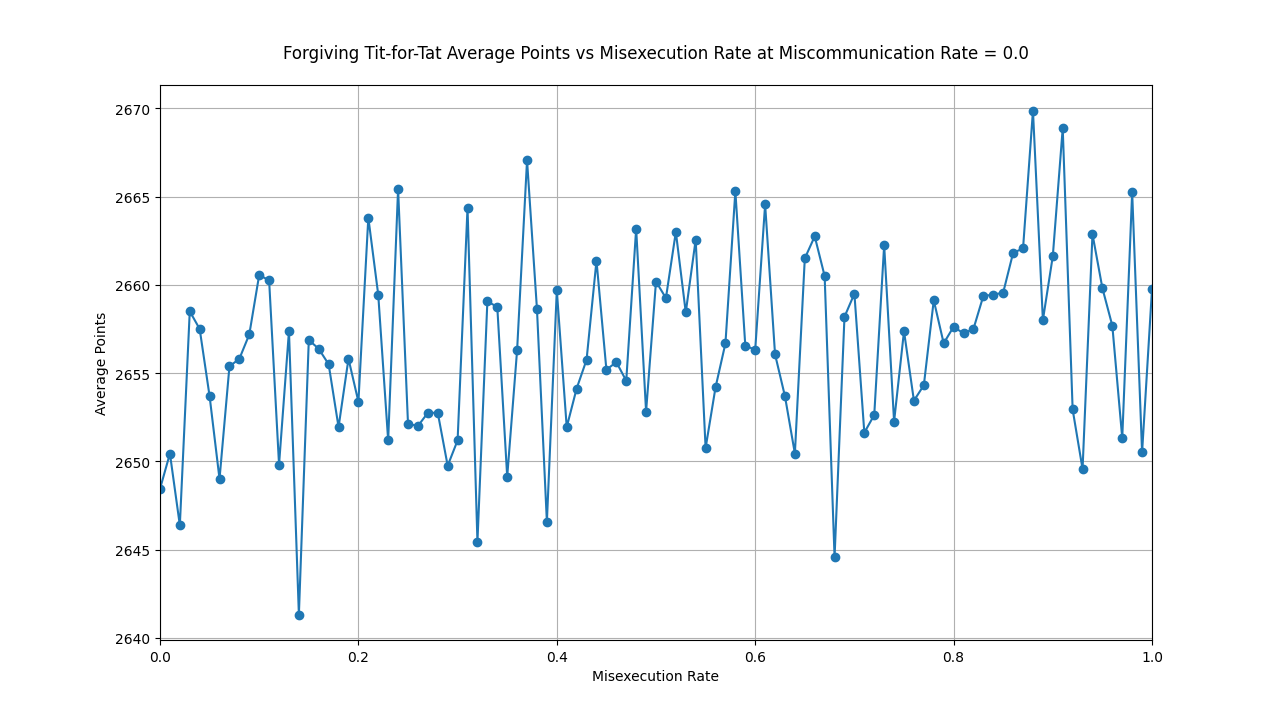 Forgiving Tit-for-Tat Average Points vs Misexecution Rate at Miscommunication Rate = 0.0
2670
2665
2660
2655
2650
2645
2640
Average Points
0.0 0.2 0.4 0.6 0.8 1.0
Misexecution Rate